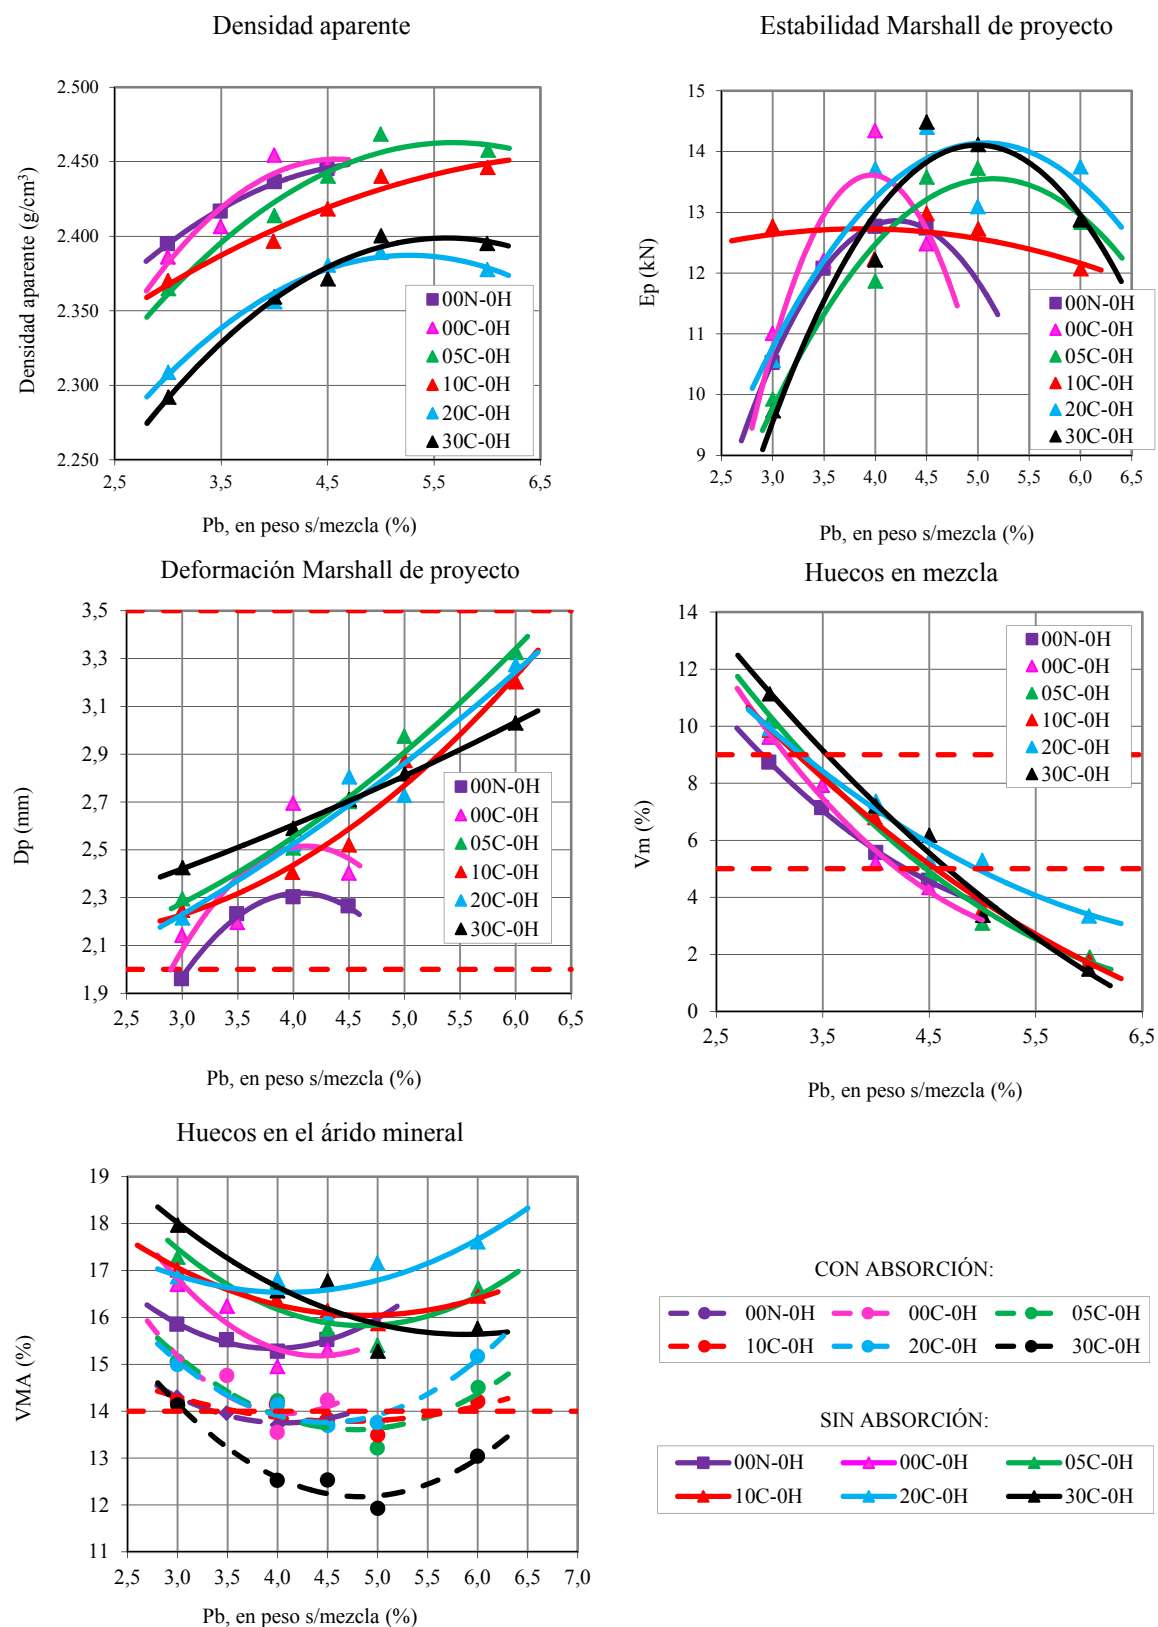 Densidad aparente
2.500
2.450
2.400
2.350
2.300
2.250
Densidad aparente (g/cm³)
00N-0H
00C-0H
05C-0H
10C-0H
20C-0H
30C-0H
2,5 3,5 4,5 5,5 6,5
Pb, en peso s/mezcla (%)
Estabilidad Marshall de proyecto
15
14
13
12
11
10
9
Ep (kN)
00N-0H
00C-0H
05C-0H
10C-0H
20C-0H
30C-0H
2,5 3,0 3,5 4,0 4,5 5,0 5,5 6,0 6,5
Pb, en peso s/mezcla (%)
Deformación Marshall de proyecto
3,5
3,3
3,1
2,9
2,7
2,5
2,3
2,1
1,9
Dp (mm)
00N-0H
00C-0H
05C-0H
10C-0H
20C-0H
30C-0H
2,5 3,0 3,5 4,0 4,5 5,0 5,5 6,0 6,5
Pb, en peso s/mezcla (%)
Huecos en mezcla
14
12
10
8
6
4
2
0
Vm (%)
00N-0H
00C-0H
05C-0H
10C-0H
20C-0H
30C-0H
2,5 3,5 4,5 5,5 6,5
Pb, en peso s/mezcla (%)
Huecos en el árido mineral
19
18
17
16
15
14
13
12
11
VMA (%)
2,5 3,0 3,5 4,0 4,5 5,0 5,5 6,0 6,5 7,0
Pb, en peso s/mezcla (%)
CON ABSORCIÓN:
00N-0H 00C-0H 05C-0H
10C-0H 20C-0H 30C-0H
SIN ABSORCIÓN:
00N-0H 00C-0H 05C-0H
10C-0H 20C-0H 30C-0H